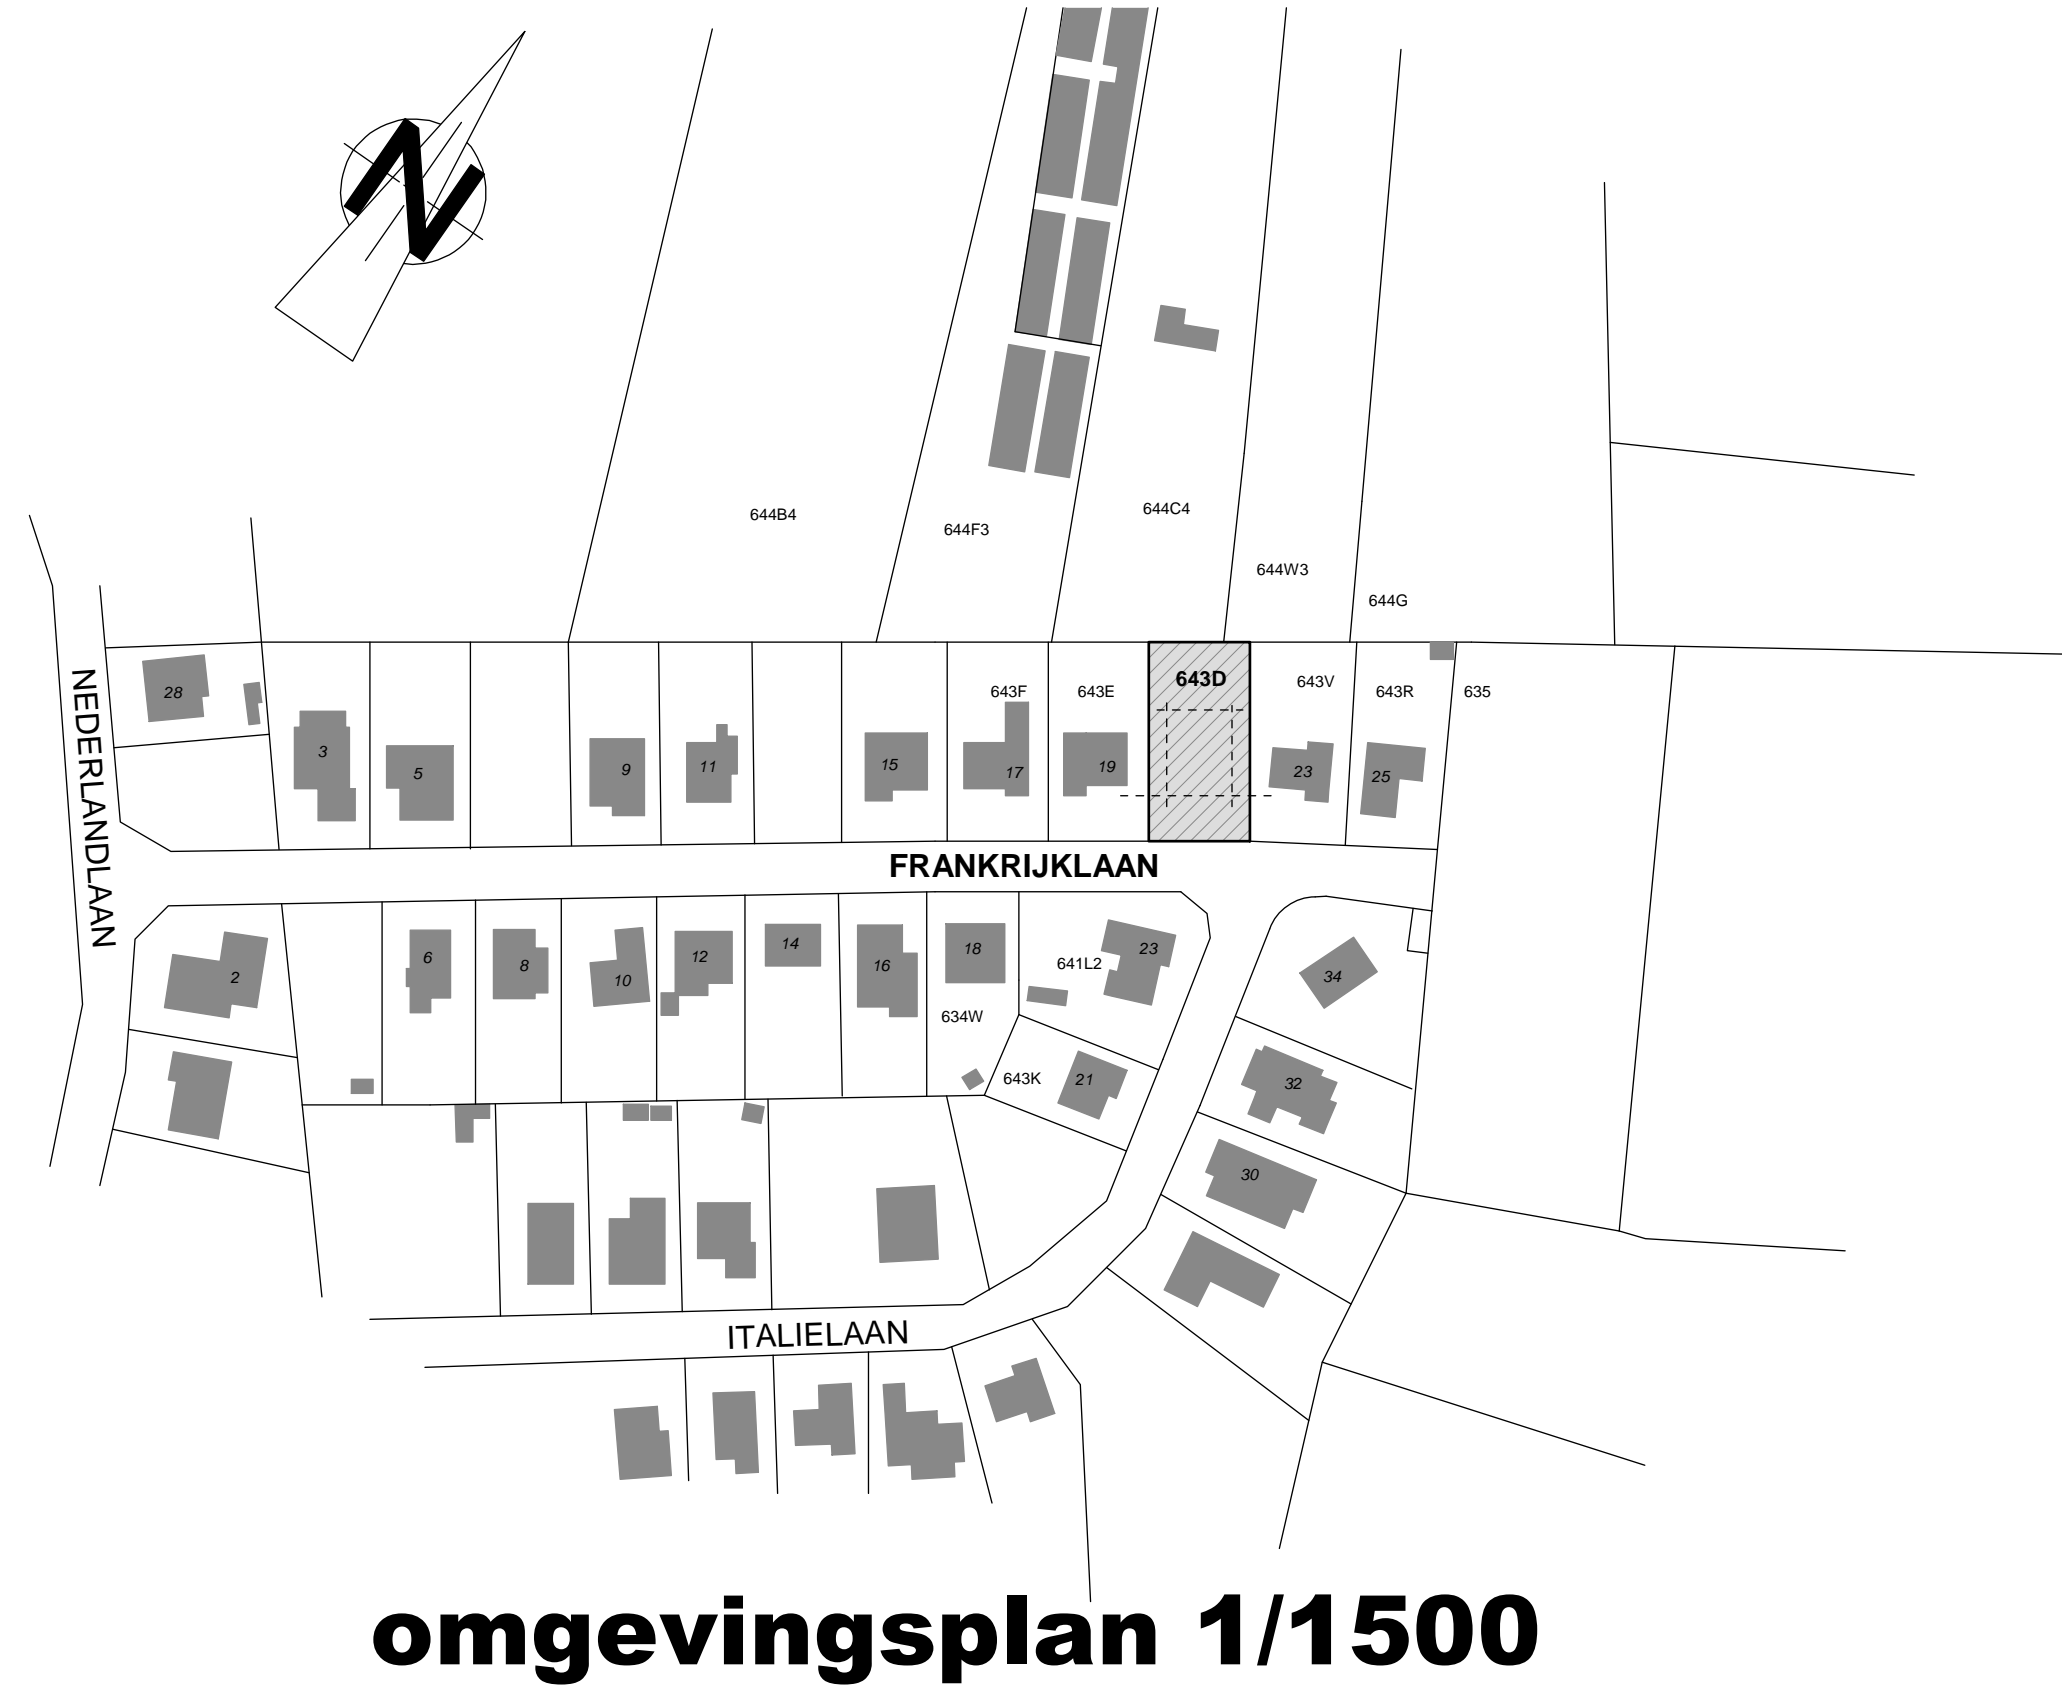 N
644B4
644F3
644C4
644W3
644G
NEDERLANDLAAN
28
3
5
9
11
15
643F
17
643E
19
643D
643V
23
643R
25
635
FRANKRIJKLAAN
2
6
8
10
12
14
16
18
634W
641L2
23
34
643K
21
32
30
ITALIELAAN
omgevingsplan 1/1500